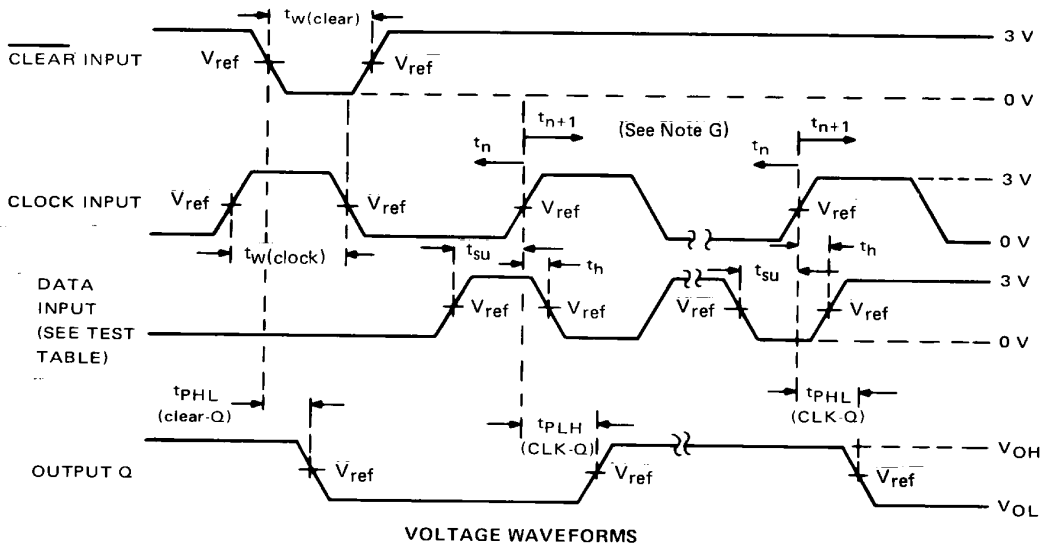 tw(clear)
3 V
CLEAR INPUT
Vref
Vref
0 V
tn+1
(See Note G)
tn+1
tn
tn
3 V
CLOCK INPUT
Vref
Vref
Vref
Vref
0 V
tw(clock)
tsu
th
tsu
th
DATA
INPUT
(SEE TEST
TABLE)
3 V
Vref
Vref
Vref
Vref
0 V
tPHL
(clear-Q)
tPLH
(CLK-Q)
tPHL
(CLK-Q)
VOH
OUTPUT Q
Vref
Vref
Vref
VOL
VOLTAGE WAVEFORMS